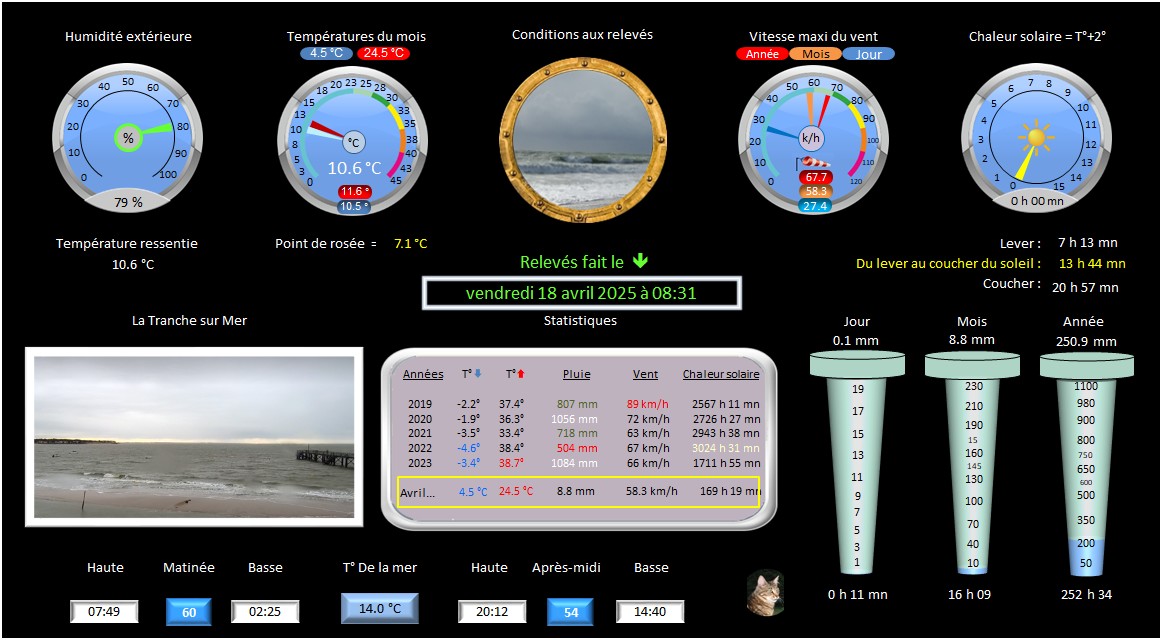 Humidité extérieure
Températures du mois
Conditions aux relevés
Vitesse maxi du vent
Chaleur solaire = T°+2°
4.5 °C 24.5 °C
Année Mois Jour
0 10 20 30 40 50 60 70 80 90 100
%
79 %
0 3 5 8 10 13 15 18 20 23 25 28 30 33 35 38 40 43 45
°C
10.6 °C
11.6 °
10.5 °
0 10 20 30 40 50 60 70 80 90 100 110 120
k/h
67.7
58.3
27.4
0 1 2 3 4 5 6 7 8 9 10 11 12 13 14 15
0 h 00 mn
Température ressentie
10.6 °C
Point de rosée = 7.1 °C
Relevés fait le
vendredi 18 avril 2025 à 08:31
Lever : 7 h 13 mn
Du lever au coucher du soleil : 13 h 44 mn
Coucher : 20 h 57 mn
La Tranche sur Mer
Statistiques
Années T° T° Pluie Vent Chaleur solaire
2019 -2.2° 37.4° 807 mm 89 km/h 2567 h 11 mn
2020 -1.9° 36.3° 1056 mm 72 km/h 2726 h 27 mn
2021 -3.5° 33.4° 718 mm 63 km/h 2943 h 38 mn
2022 -4.6° 38.4° 504 mm 67 km/h 3024 h 31 mn
2023 -3.4° 38.7° 1084 mm 66 km/h 1711 h 55 mn
Avril... 4.5 °C 24.5 °C 8.8 mm 58.3 km/h 169 h 19 mn
Jour
0.1 mm
19
17
15
13
11
9
7
5
3
1
0 h 11 mn
Mois
8.8 mm
230
210
190
15
160
145
130
100
70
40
10
16 h 09
Année
250.9 mm
1100
980
900
800
750
650
600
500
350
200
50
252 h 34
Haute Matinée Basse T° De la mer Haute Après-midi Basse
07:49 60 02:25 14.0 °C 20:12 54 14:40